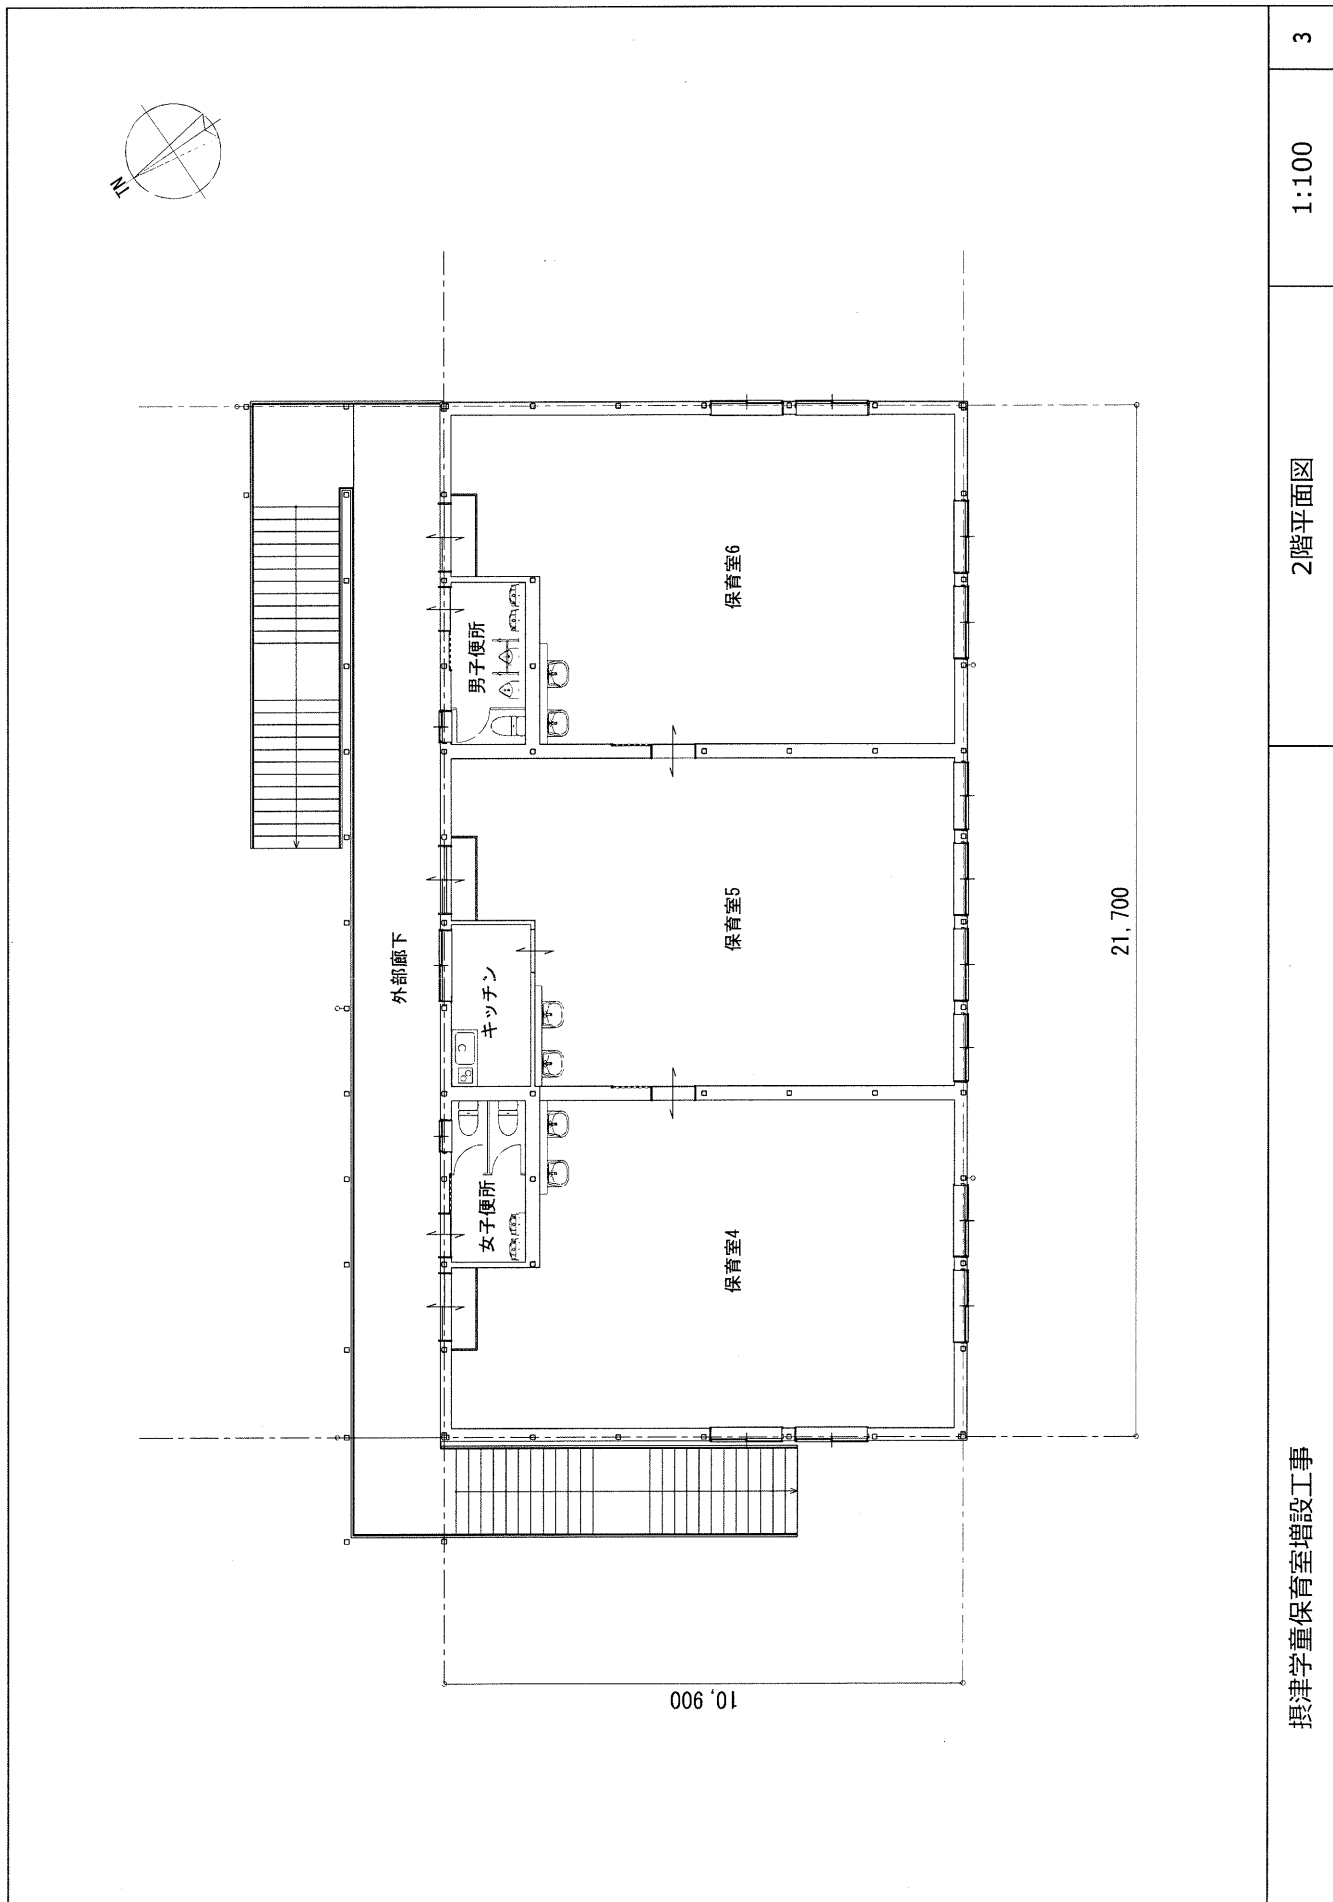 TN
外部廊下
女子便所
キッチン
男子便所
保育室4
保育室5
保育室6
10,900
21,700
摂津学童保育室増設工事
2階平面図
1:100
3